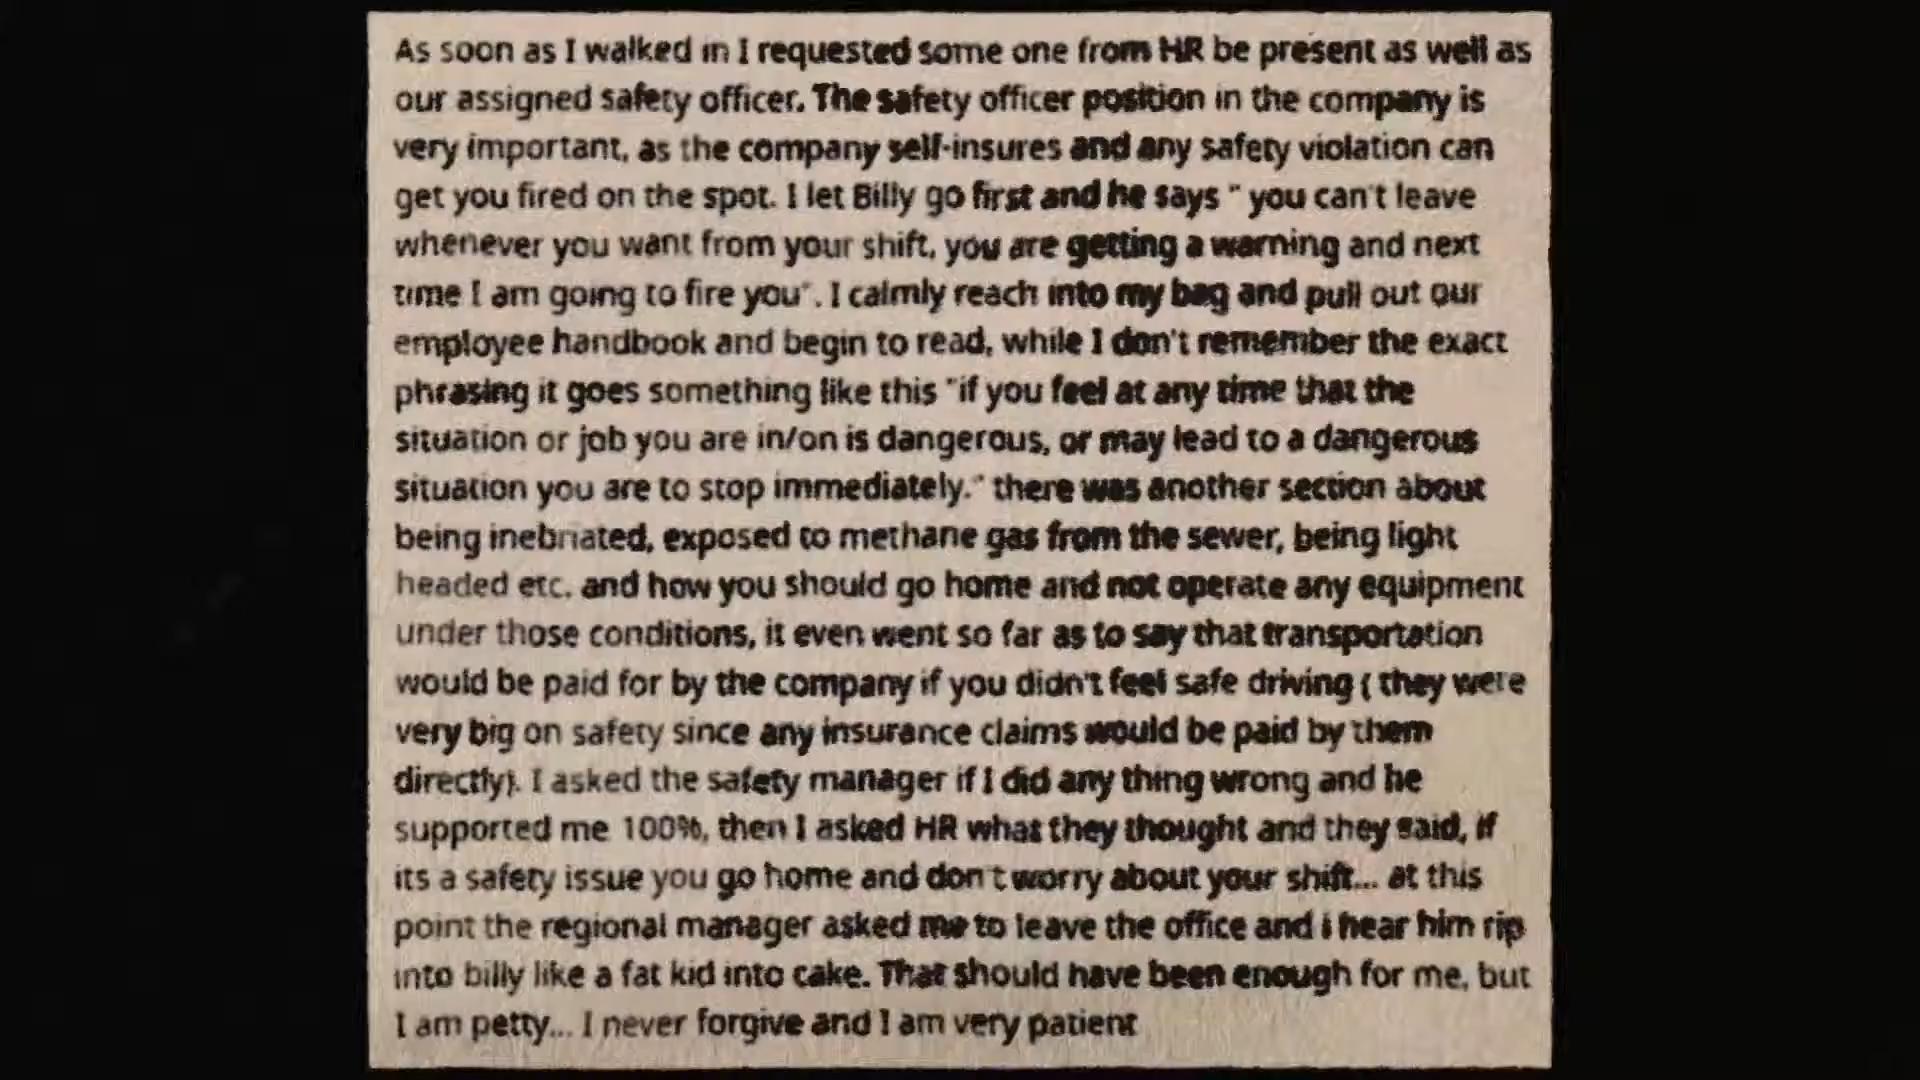 As soon as I walked in I requested some one from HR be present as well as
our assigned safety officer. The safety officer position in the company is
very important, as the company self-insures and any safety violation can
get you fired on the spot. I let Billy go first and he says " you can't leave
whenever you want from your shift, you are getting a warning and next
time I am going to fire you". I calmly reach into my bag and pull out our
employee handbook and begin to read, while I don't remember the exact
phrasing it goes something like this "if you feel at any time that the
situation or job you are in/on is dangerous, or may lead to a dangerous
situation you are to stop immediately." there was another section about
being inebriated, exposed to methane gas from the sewer, being light
headed etc. and how you should go home and not operate any equipment
under those conditions, it even went so far as to say that transportation
would be paid for by the company if you didn't feel safe driving ( they were
very big on safety since any insurance claims would be paid by them
directly). I asked the safety manager if I did any thing wrong and he
supported me 100%, then I asked HR what they thought and they said, if
its a safety issue you go home and don't worry about your shift... at this
point the regional manager asked me to leave the office and i hear him rip
into billy like a fat kid into cake. That should have been enough for me, but
I am petty... I never forgive and I am very patient